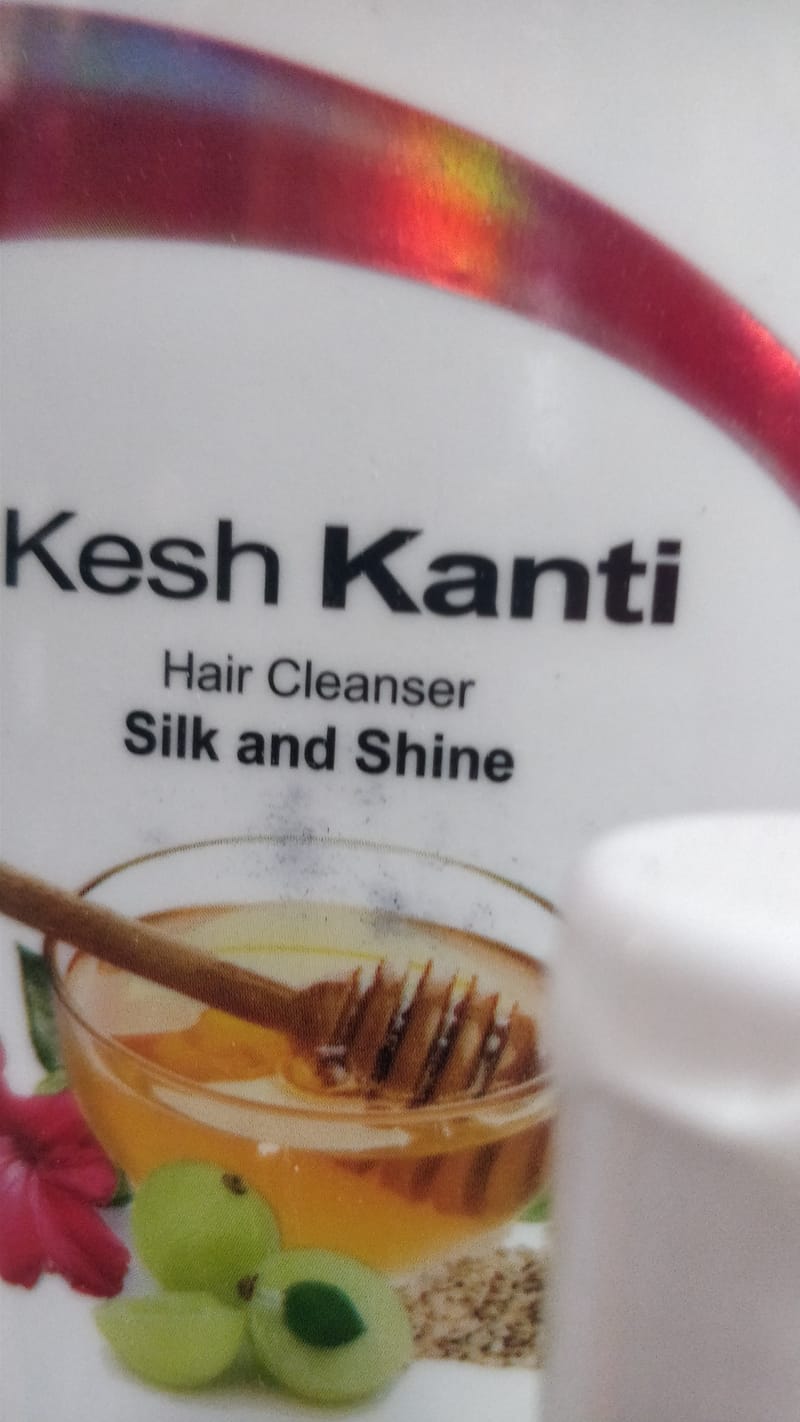 Kesh Kanti
Hair Cleanser
Silk and Shine